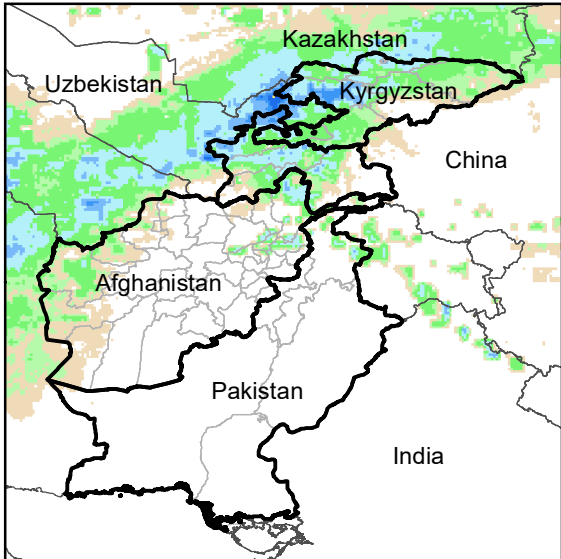 Kazakhstan
Uzbekistan
Kyrgyzstan
China
Afghanistan
Pakistan
India